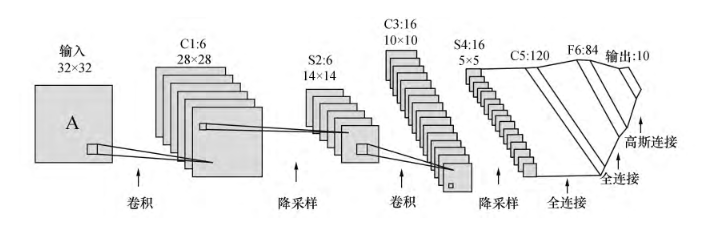 输入
32×32
A
C1:6
28×28
S2:6
14×14
C3:16
10×10
S4:16
5×5
C5:120
F6:84
输出:10
卷积
降采样
卷积
降采样
全连接
全连接
高斯连接